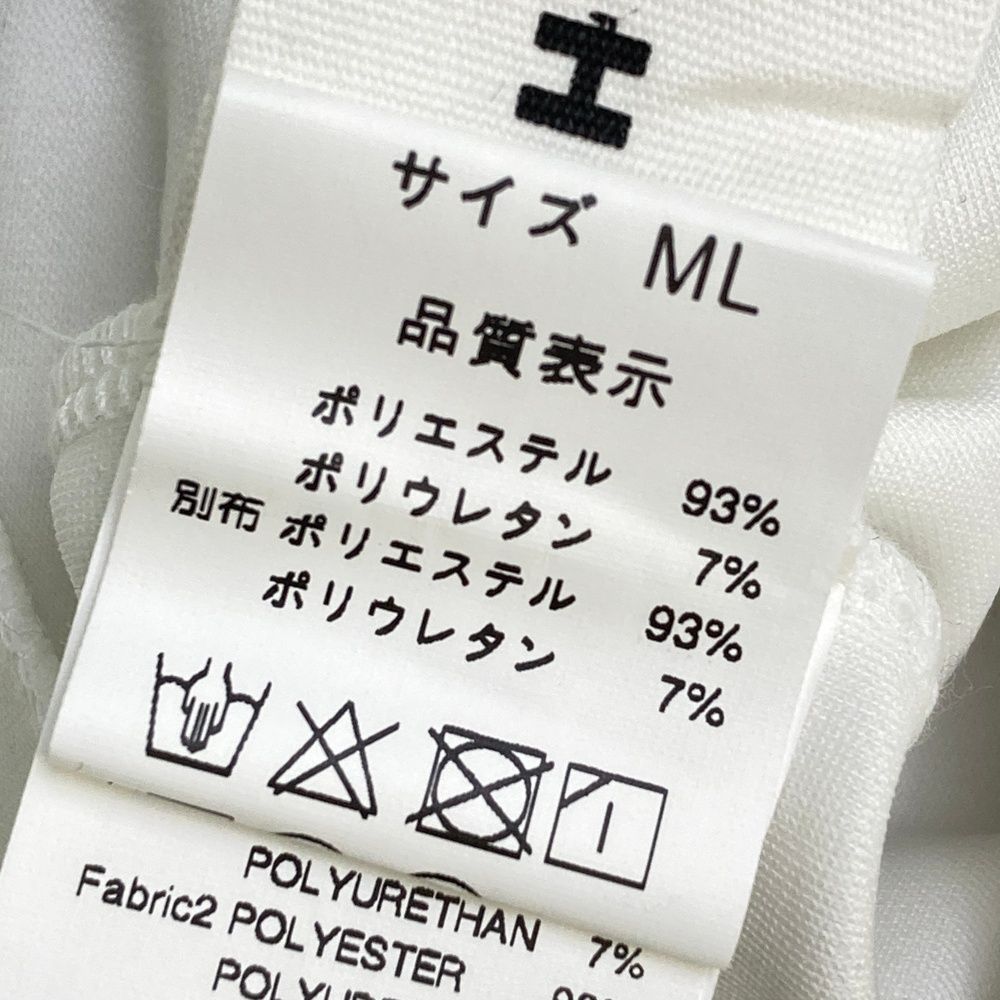 エ
サイズ ML
品質表示
ポリエステル 93%
ポリウレタン 7%
別布 ポリエステル 93%
ポリウレタン 7%
POLYURETHAN 7%
Fabric2 POLYESTER